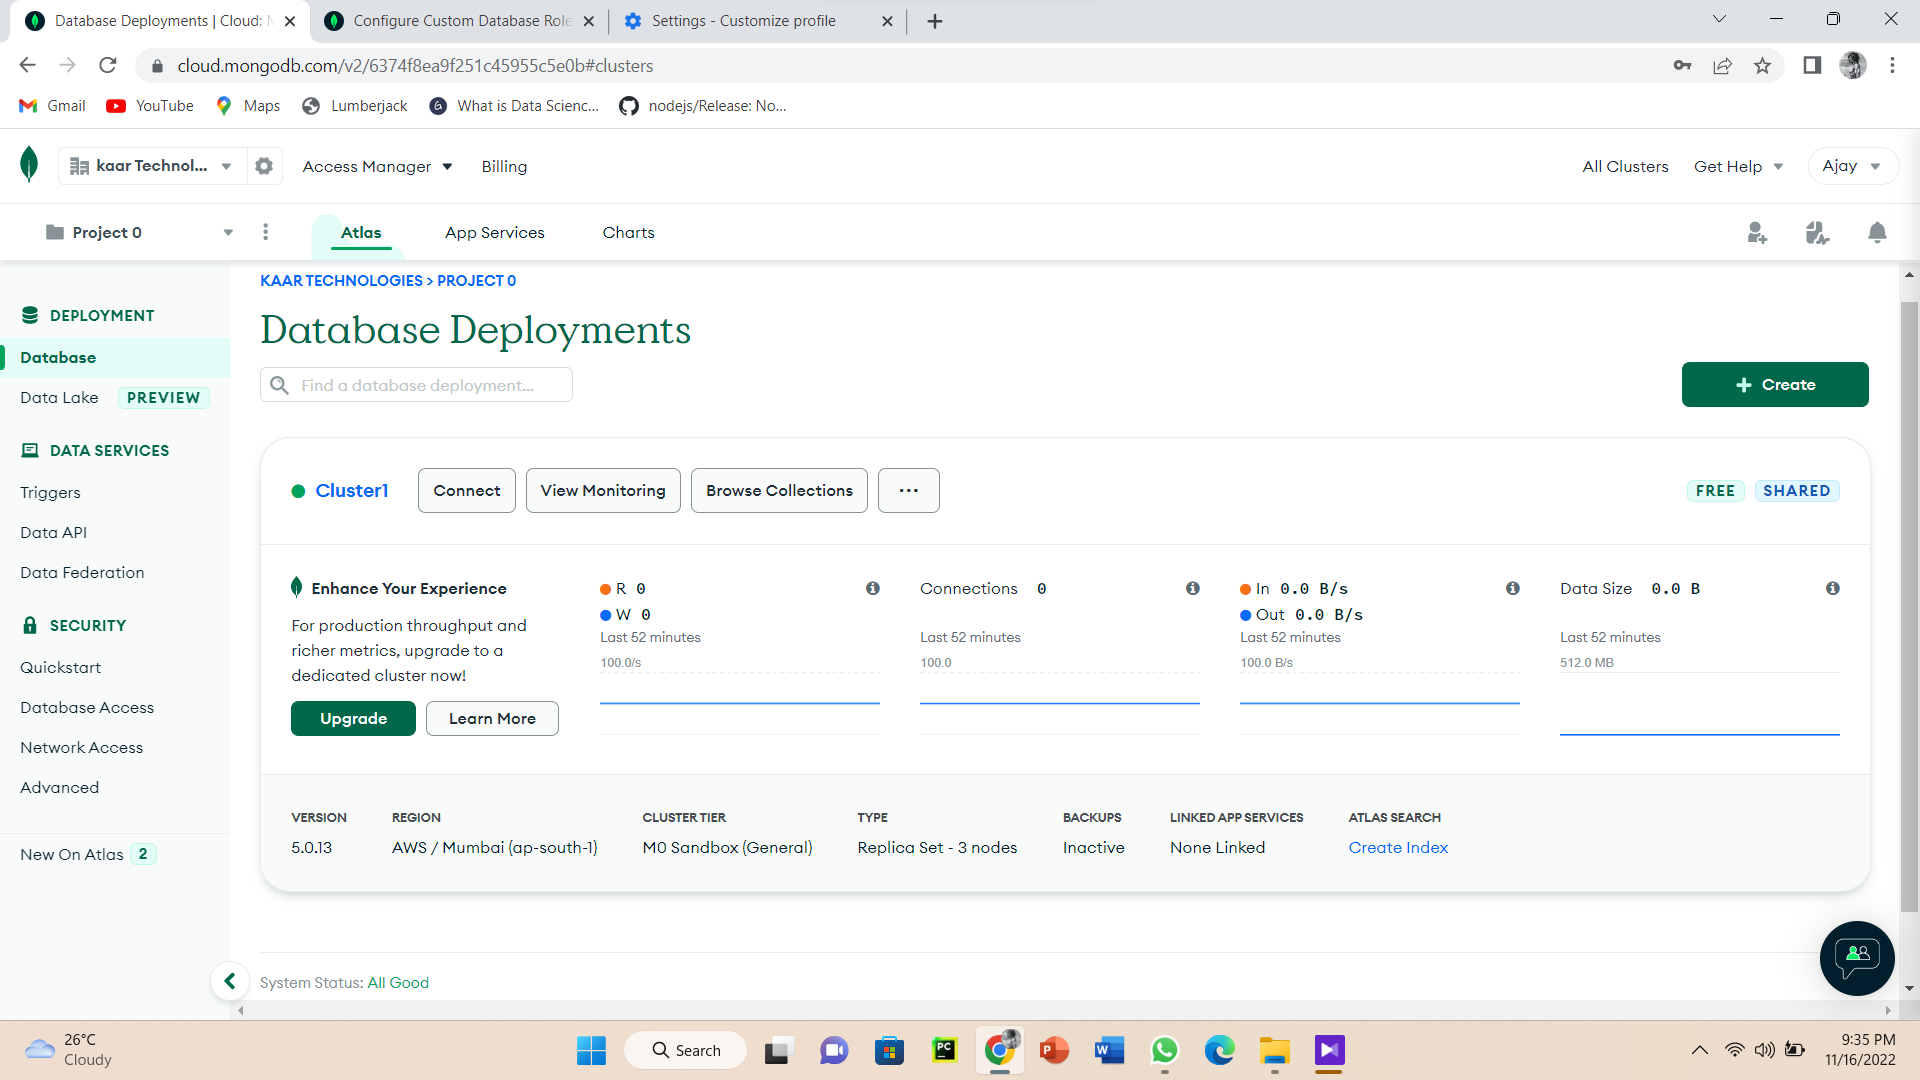 Database Deployments | Cloud: M
Configure Custom Database Role
Settings - Customize profile
cloud.mongodb.com/v2/6374f8ea9f251c45955c5e0b#clusters
Gmail
YouTube
Maps
Lumberjack
What is Data Scienc...
nodejs/Release: No...
kaar Technol...
Access Manager
Billing
All Clusters
Get Help
Ajay
Project 0
Atlas
App Services
Charts
KAAR TECHNOLOGIES > PROJECT 0
DEPLOYMENT
Database
Data Lake PREVIEW
DATA SERVICES
Triggers
Data API
Data Federation
SECURITY
Quickstart
Database Access
Network Access
Advanced
New On Atlas 2
Database Deployments
Find a database deployment...
+ Create
Cluster1
Connect
View Monitoring
Browse Collections
...
FREE
SHARED
Enhance Your Experience
For production throughput and
richer metrics, upgrade to a
dedicated cluster now!
Upgrade
Learn More
R 0
W 0
Last 52 minutes
100.0/s
Connections 0
Last 52 minutes
100.0
In 0.0 B/s
Out 0.0 B/s
Last 52 minutes
100.0 B/s
Data Size 0.0 B
Last 52 minutes
512.0 MB
VERSION
5.0.13
REGION
AWS / Mumbai (ap-south-1)
CLUSTER TIER
M0 Sandbox (General)
TYPE
Replica Set - 3 nodes
BACKUPS
Inactive
LINKED APP SERVICES
None Linked
ATLAS SEARCH
Create Index
System Status: All Good
26°C
Cloudy
Search
PC
P
W
9:35 PM
11/16/2022